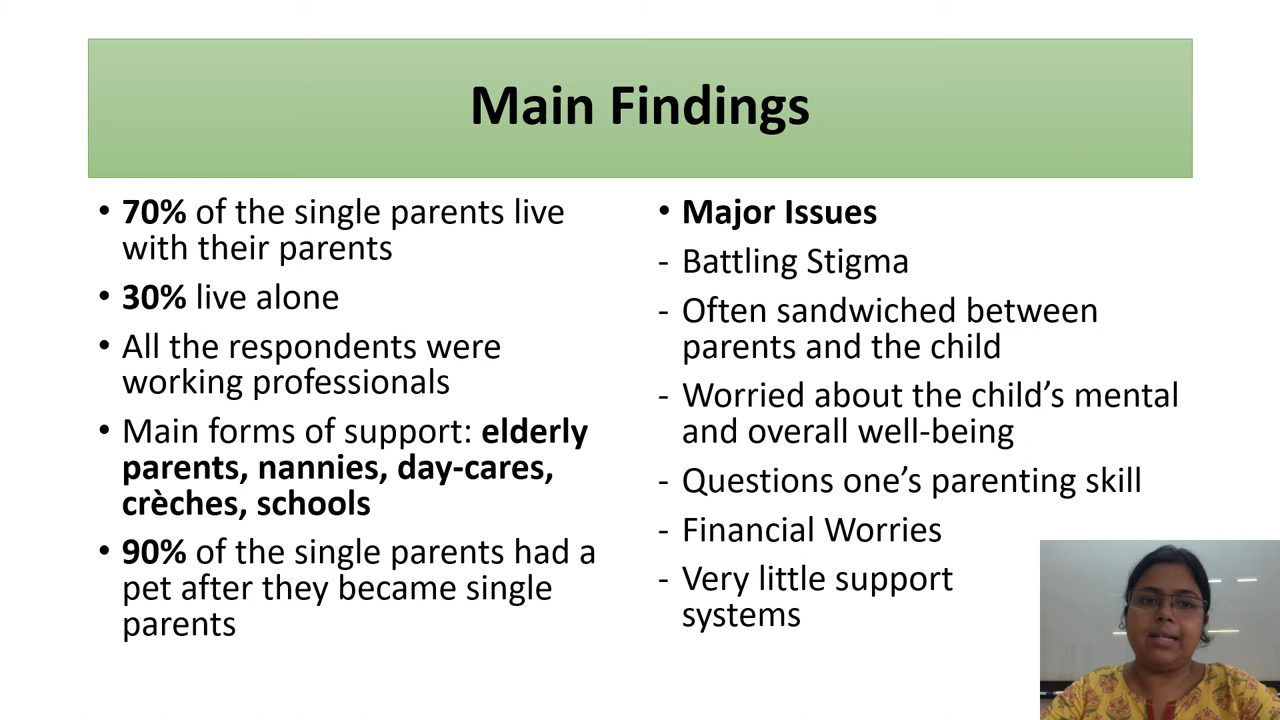 Main Findings
• 70% of the single parents live
with their parents
• 30% live alone
• All the respondents were
working professionals
• Main forms of support: elderly
parents, nannies, day-cares,
crèches, schools
• 90% of the single parents had a
pet after they became single
parents
• Major Issues
- Battling Stigma
- Often sandwiched between
parents and the child
- Worried about the child’s mental
and overall well-being
- Questions one’s parenting skill
- Financial Worries
- Very little support
systems